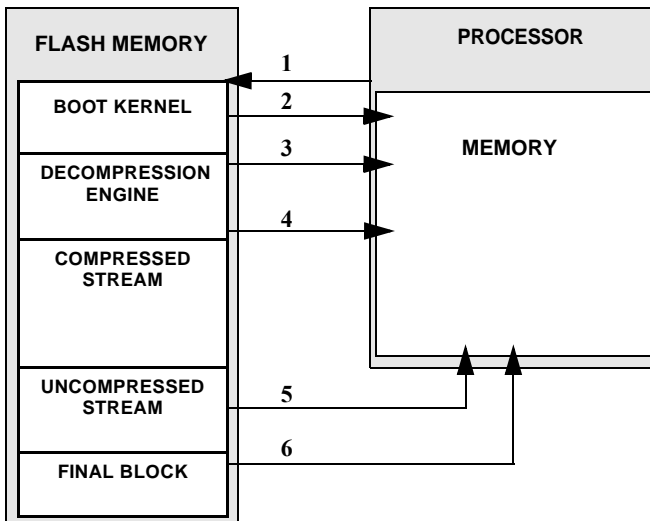 FLASH MEMORY
PROCESSOR
1
BOOT KERNEL
2
3
MEMORY
DECOMPRESSION
ENGINE
4
COMPRESSED
STREAM
UNCOMPRESSED
STREAM
5
6
FINAL BLOCK